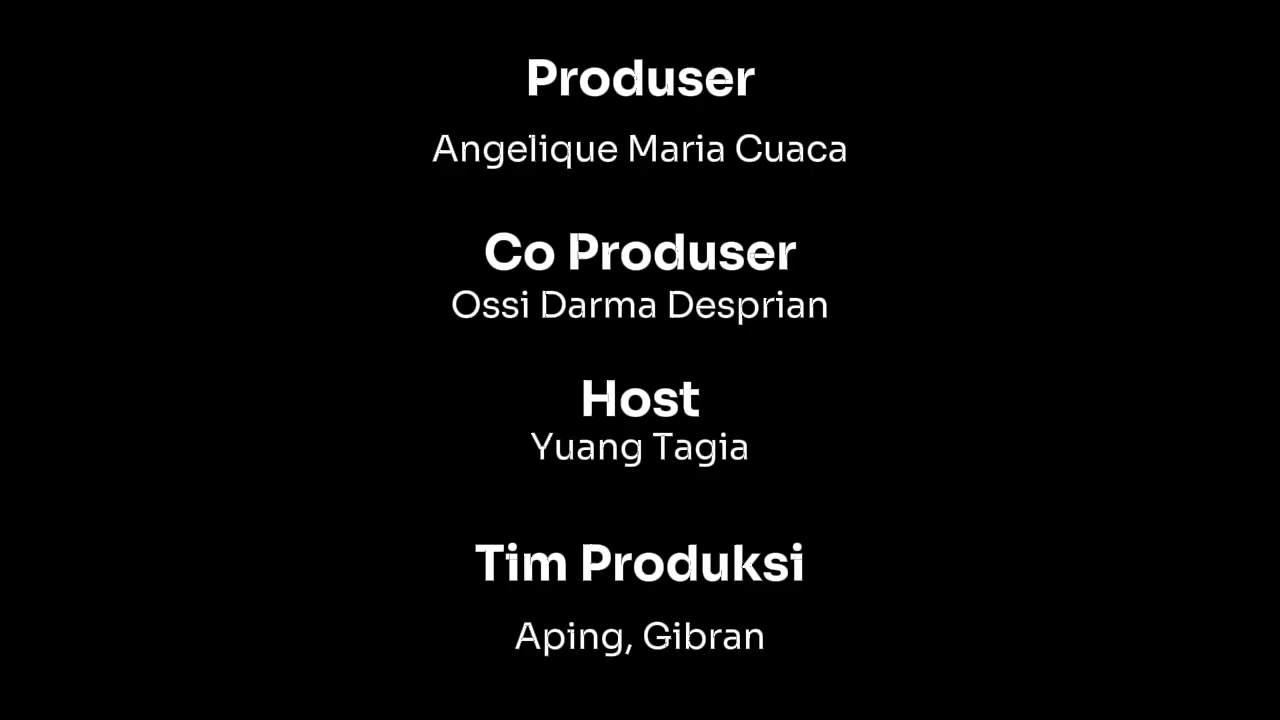 Produser
Angelique Maria Cuaca
Co Produser
Ossi Darma Desprian
Host
Yuang Tagia
Tim Produksi
Aping, Gibran